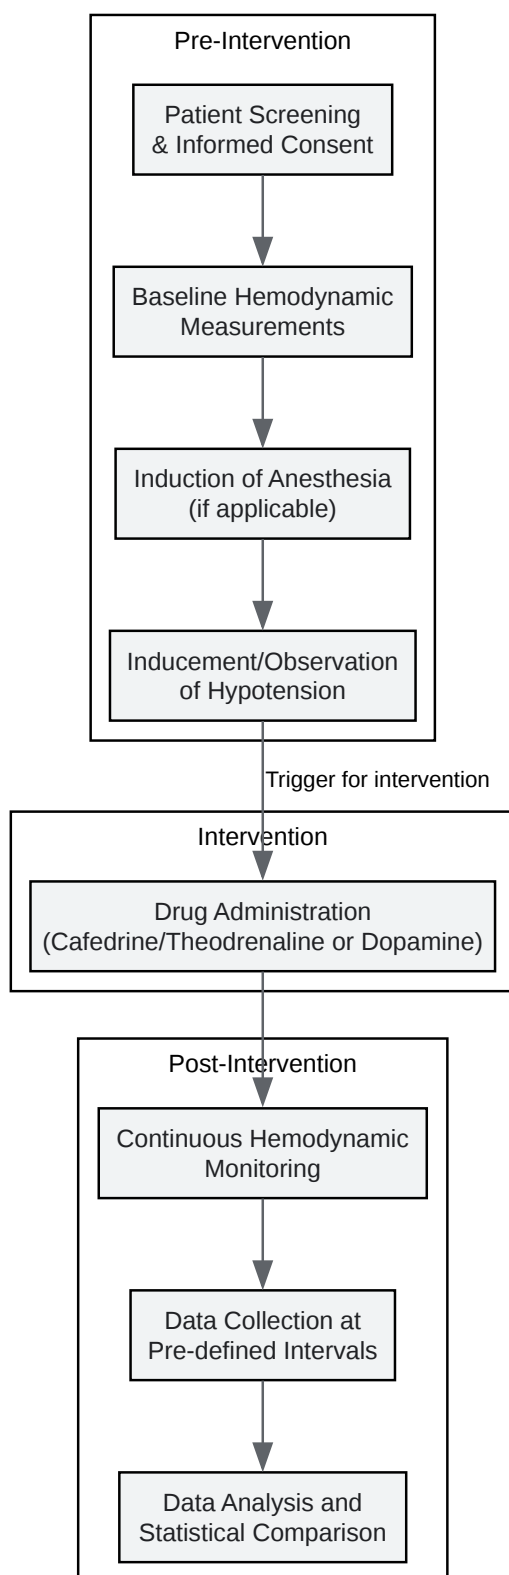 Pre-Intervention
Patient Screening
& Informed Consent
Baseline Hemodynamic
Measurements
Induction of Anesthesia
(if applicable)
Inducement/Observation
of Hypotension
Trigger for intervention
Intervention
Drug Administration
(Cafedrine/Theodrenaline or Dopamine)
Post-Intervention
Continuous Hemodynamic
Monitoring
Data Collection at
Pre-defined Intervals
Data Analysis and
Statistical Comparison